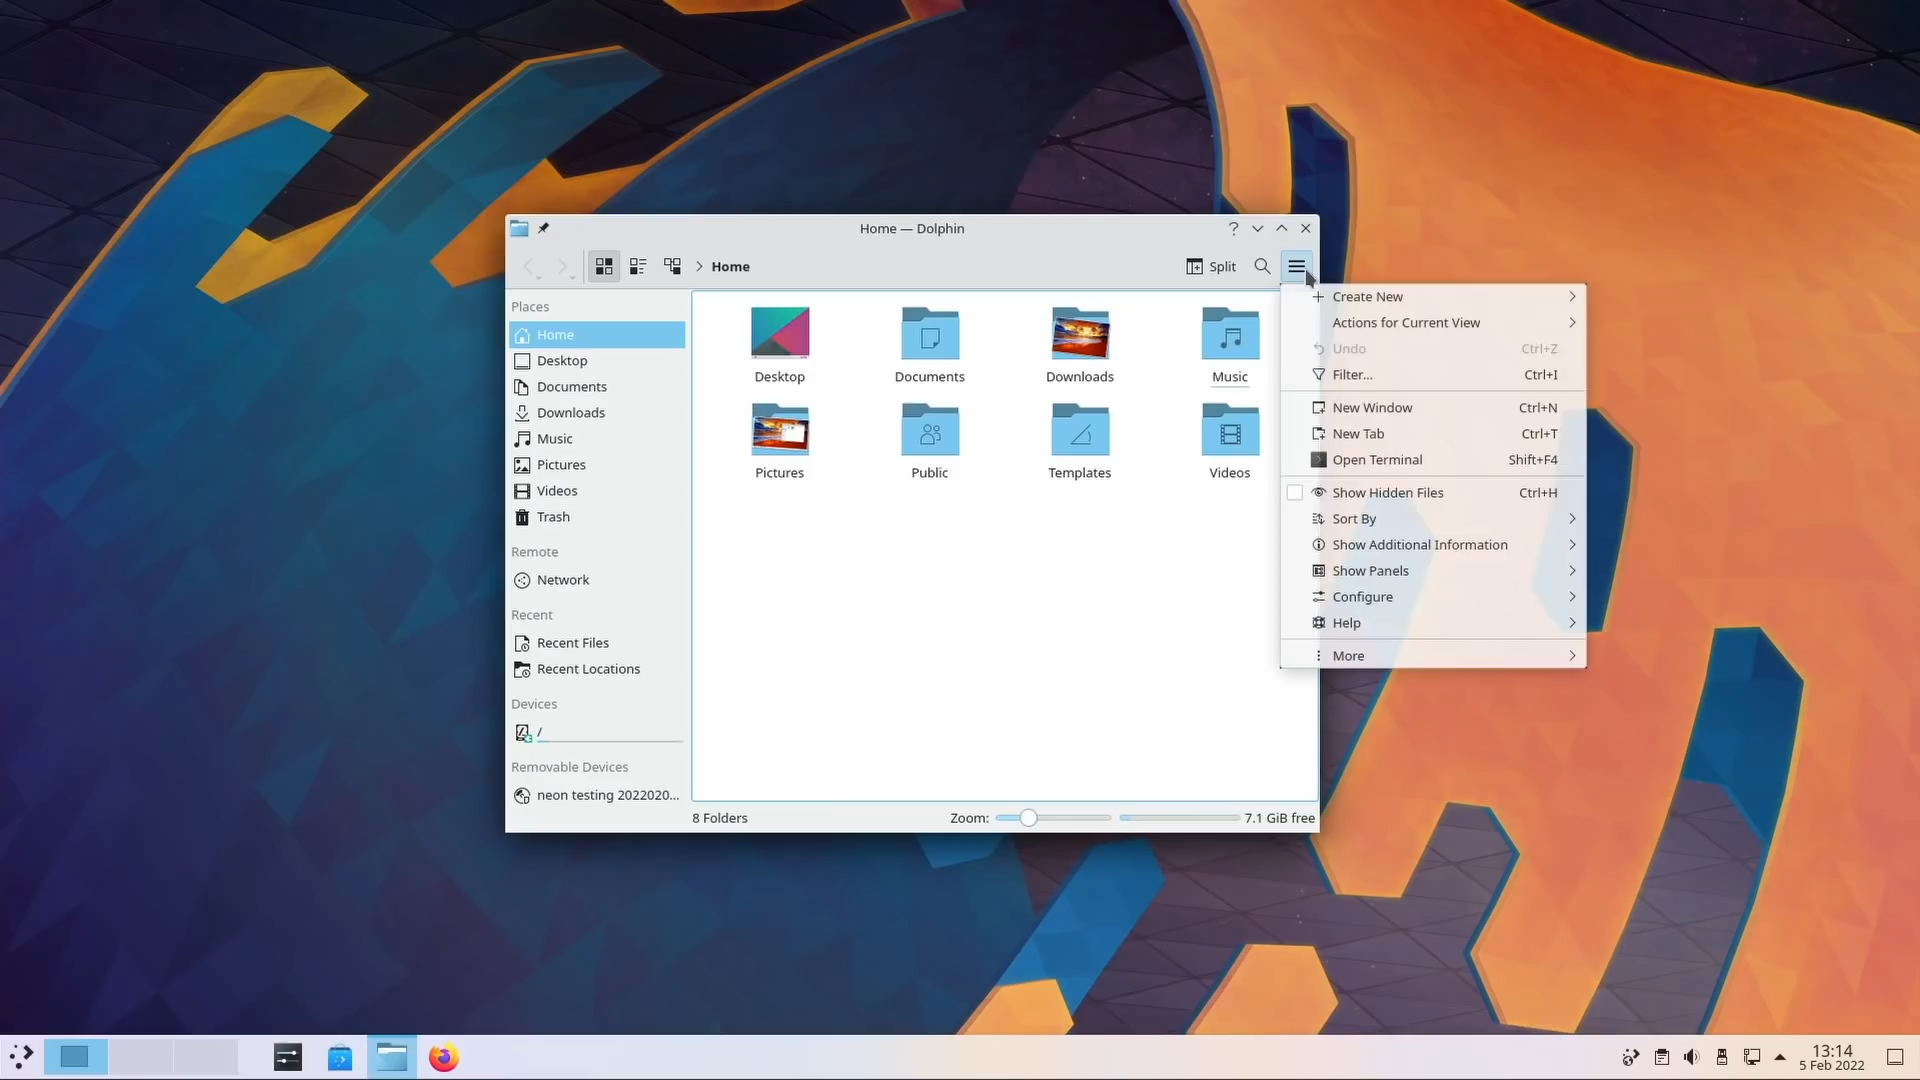 Home — Dolphin
Home
Split
Places
Home
Desktop
Documents
Downloads
Music
Pictures
Videos
Trash
Remote
Network
Recent
Recent Files
Recent Locations
Devices
/
Removable Devices
neon testing 2022020...
Desktop
Documents
Downloads
Music
Pictures
Public
Templates
Videos
8 Folders
Zoom:
7.1 GiB free
Create New
Actions for Current View
Undo Ctrl+Z
Filter... Ctrl+I
New Window Ctrl+N
New Tab Ctrl+T
Open Terminal Shift+F4
Show Hidden Files Ctrl+H
Sort By
Show Additional Information
Show Panels
Configure
Help
More
13:14
5 Feb 2022